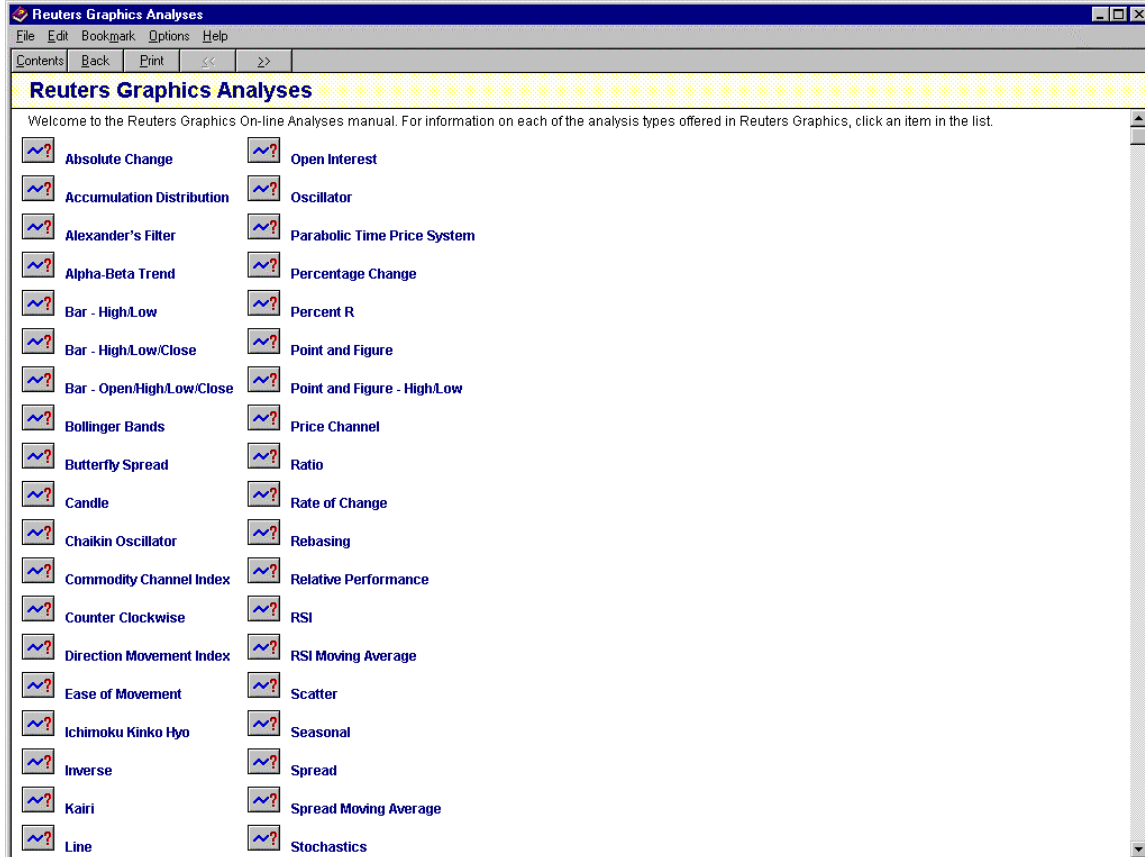 Reuters Graphics Analyses
File Edit Bookmark Options Help
Contents Back Print << >>
Reuters Graphics Analyses
Welcome to the Reuters Graphics On-line Analyses manual. For information on each of the analysis types offered in Reuters Graphics, click an item in the list.
Absolute Change
Accumulation Distribution
Alexander's Filter
Alpha-Beta Trend
Bar - High/Low
Bar - High/Low/Close
Bar - Open/High/Low/Close
Bollinger Bands
Butterfly Spread
Candle
Chaikin Oscillator
Commodity Channel Index
Counter Clockwise
Direction Movement Index
Ease of Movement
Ichimoku Kinko Hyo
Inverse
Kairi
Line
Open Interest
Oscillator
Parabolic Time Price System
Percentage Change
Percent R
Point and Figure
Point and Figure - High/Low
Price Channel
Ratio
Rate of Change
Rebasing
Relative Performance
RSI
RSI Moving Average
Scatter
Seasonal
Spread
Spread Moving Average
Stochastics